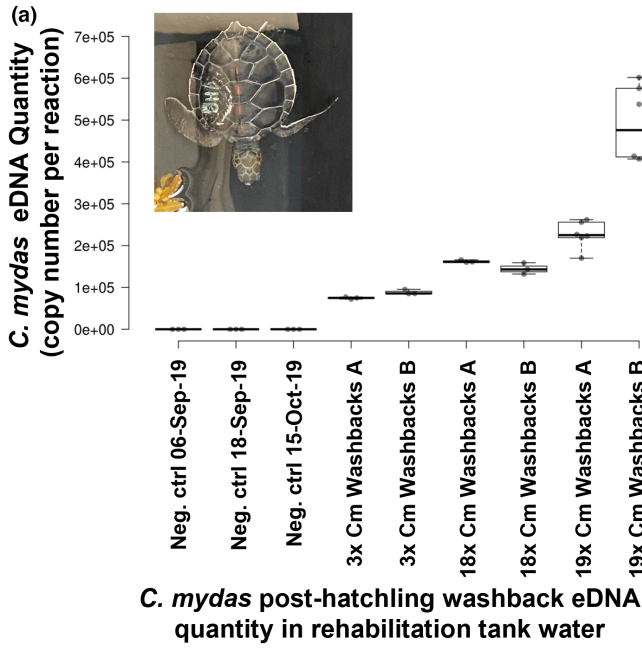 (a)
C. mydas eDNA Quantity
(copy number per reaction)
7e+05
6e+05
5e+05
4e+05
3e+05
2e+05
1e+05
0e+00
Neg. ctrl 06-Sep-19
Neg. ctrl 18-Sep-19
Neg. ctrl 15-Oct-19
3x Cm Washbacks A
3x Cm Washbacks B
18x Cm Washbacks A
18x Cm Washbacks B
19x Cm Washbacks A
19x Cm Washbacks B
C. mydas post-hatchling washback eDNA
quantity in rehabilitation tank water